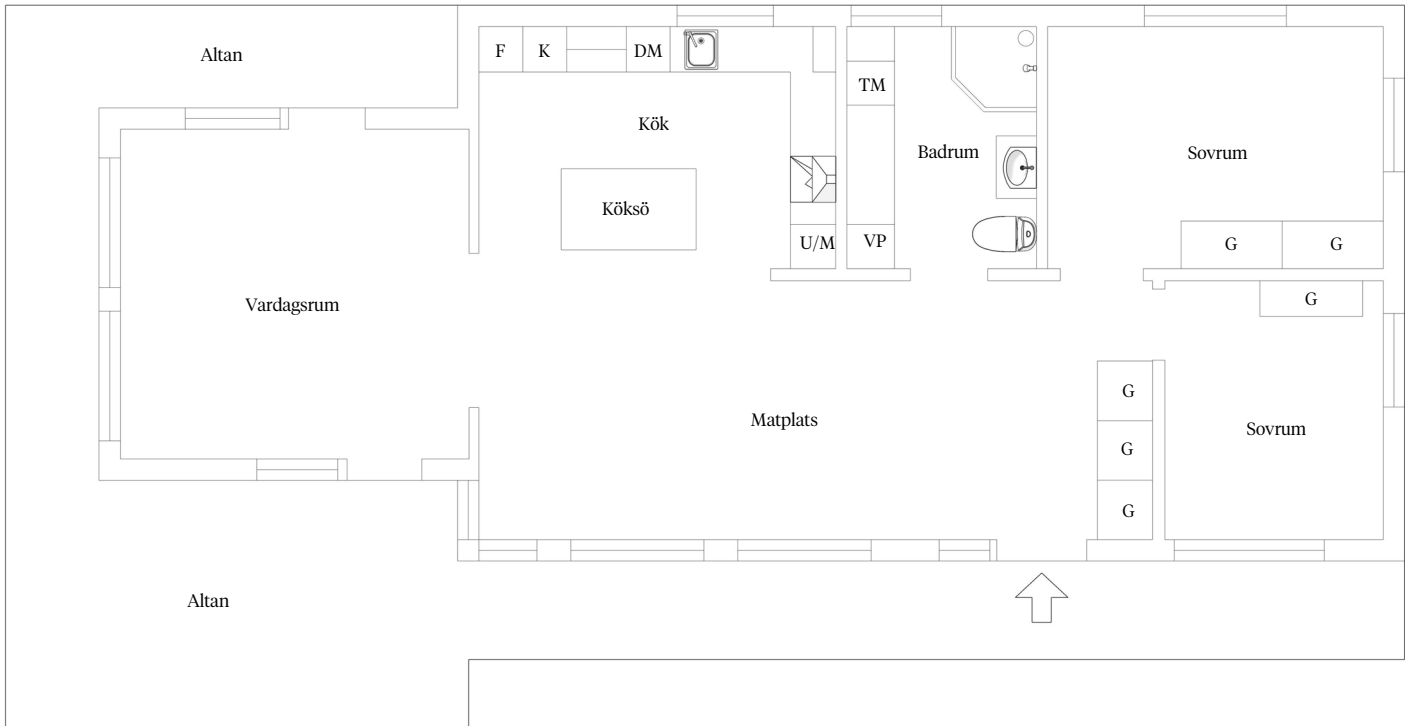 Altan
F K DM
TM
Kök
Badrum
Sovrum
Köksö
U/M VP
G G
G
Vardagsrum
G
Matplats
Sovrum
G
G
Altan